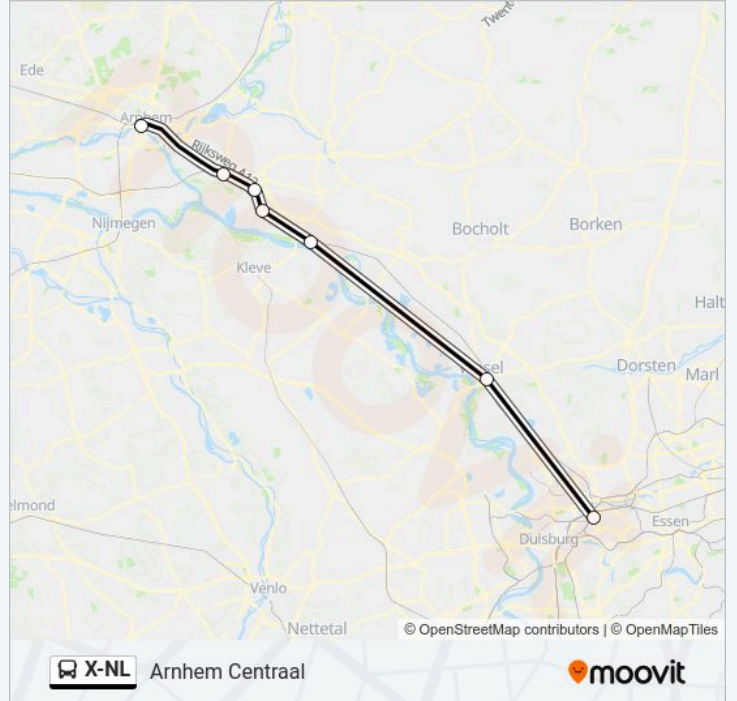 Twent
Ede
Arnhem
Rijksweg A12
Nijmegen
Bocholt
Borken
Kleve
Halt
Dorsten
Marl
elmond
Essen
Duisburg
Venlo
Nettetal
© OpenStreetMap contributors | © OpenMapTiles
X-NL Arnhem Centraal
moovit